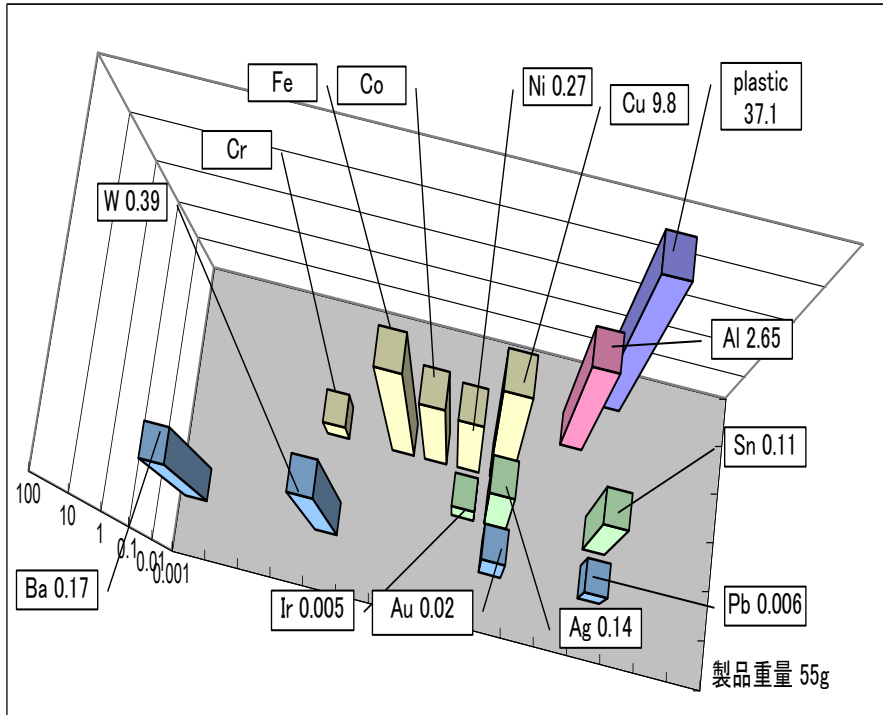 Ni 0.27
plastic
37.1
Fe
Co
Cu 9.8
Cr
W 0.39
Al 2.65
Sn 0.11
100
10
1
0.1
0.01
0.001
Ba 0.17
Ir 0.005
Au 0.02
Ag 0.14
Pb 0.006
製品重量 55g